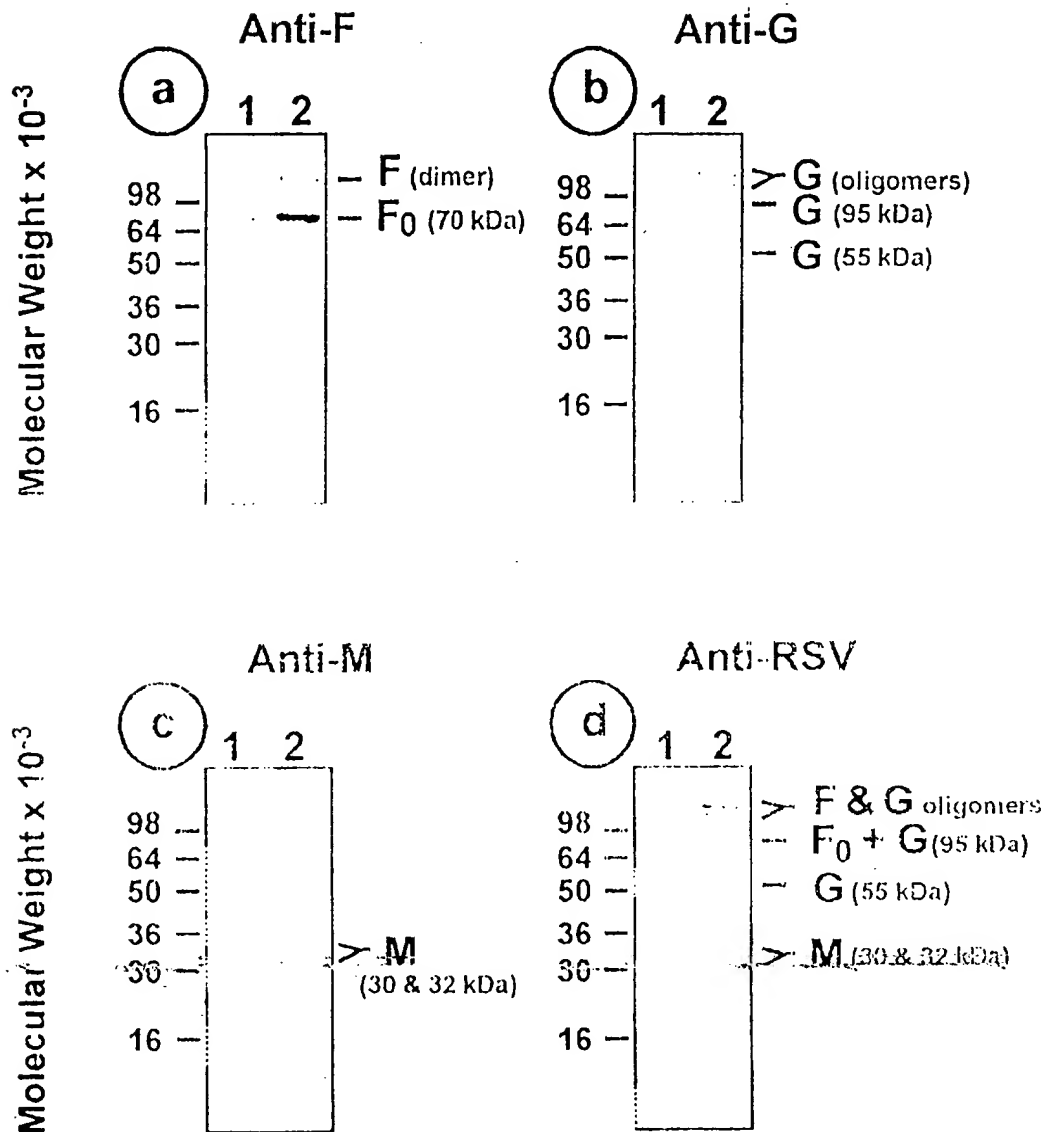 Anti-F
Anti-G
a
1 2
Molecular Weight x 10-3
98
64
50
36
30
16
F (dimer)
F0 (70 kDa)
b
1 2
98
64
50
36
30
16
G (oligomers)
G (95 kDa)
G (55 kDa)
Anti-M
Anti-RSV
c
1 2
Molecular Weight x 10-3
98
64
50
36
30
16
M
(30 & 32 kDa)
d
1 2
98
64
50
36
30
16
F & G oligomers
F0 + G (95 kDa)
G (55 kDa)
M (30 & 32 kDa)